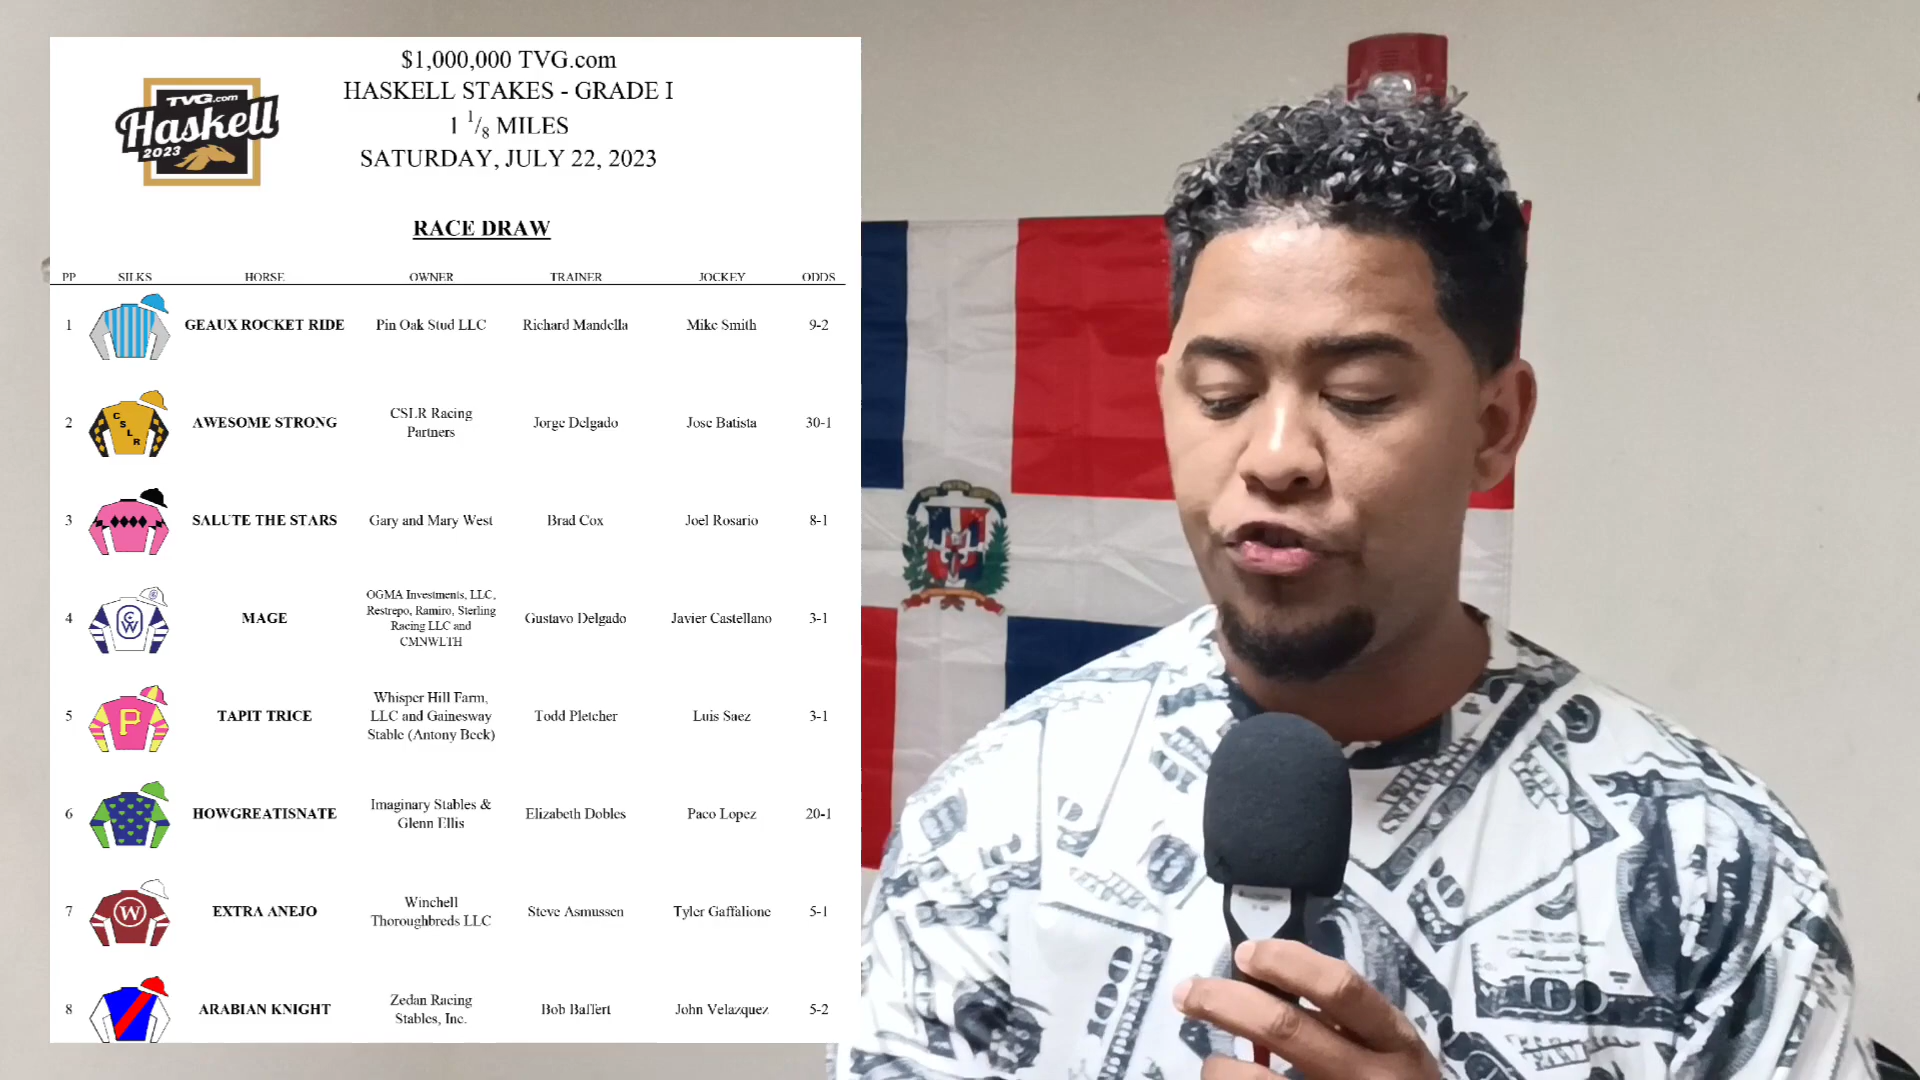 $1,000,000 TVG.com
HASKELL STAKES - GRADE I
1 1/8 MILES
SATURDAY, JULY 22, 2023
TVG.com
Haskell
2023
RACE DRAW
PP SILKS HORSE OWNER TRAINER JOCKEY ODDS
1 GEAUX ROCKET RIDE Pin Oak Stud LLC Richard Mandella Mike Smith 9-2
2 C S L R AWESOME STRONG CSLR Racing
Partners Jorge Delgado Jose Batista 30-1
3 SALUTE THE STARS Gary and Mary West Brad Cox Joel Rosario 8-1
4 MAGE OGMA Investments, LLC,
Restrepo, Ramiro, Sterling
Racing LLC and
CMNWLTH Gustavo Delgado Javier Castellano 3-1
5 P TAPIT TRICE Whisper Hill Farm,
LLC and Gainesway
Stable (Antony Beck) Todd Pletcher Luis Saez 3-1
6 HOWGREATISNATE Imaginary Stables &
Glenn Ellis Elizabeth Dobles Paco Lopez 20-1
7 W EXTRA ANEJO Winchell
Thoroughbreds LLC Steve Asmussen Tyler Gaffalione 5-1
8 ARABIAN KNIGHT Zedan Racing
Stables, Inc. Bob Baffert John Velazquez 5-2
100
100